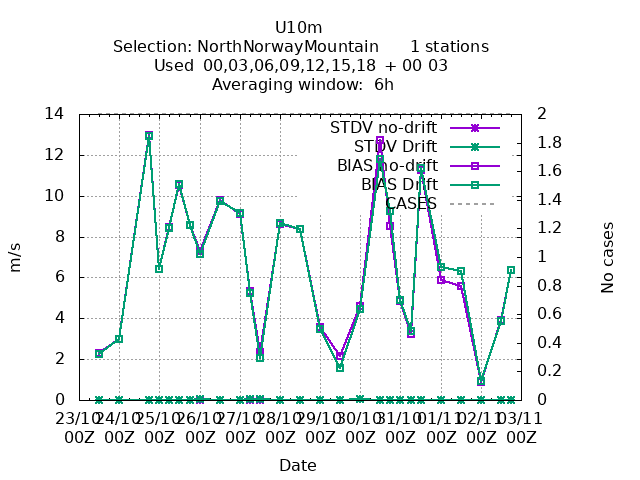 U10m
Selection: NorthNorwayMountain 1 stations
Used 00,03,06,09,12,15,18 + 00 03
Averaging window: 6h
STDV no-drift
STDV Drift
BIAS no-drift
BIAS Drift
CASES
m/s
14
12
10
8
6
4
2
0
No cases
2
1.8
1.6
1.4
1.2
1
0.8
0.6
0.4
0.2
0
23/10 24/10 25/10 26/10 27/10 28/10 29/10 30/10 31/10 01/11 02/11 03/11
00Z 00Z 00Z 00Z 00Z 00Z 00Z 00Z 00Z 00Z 00Z 00Z
Date